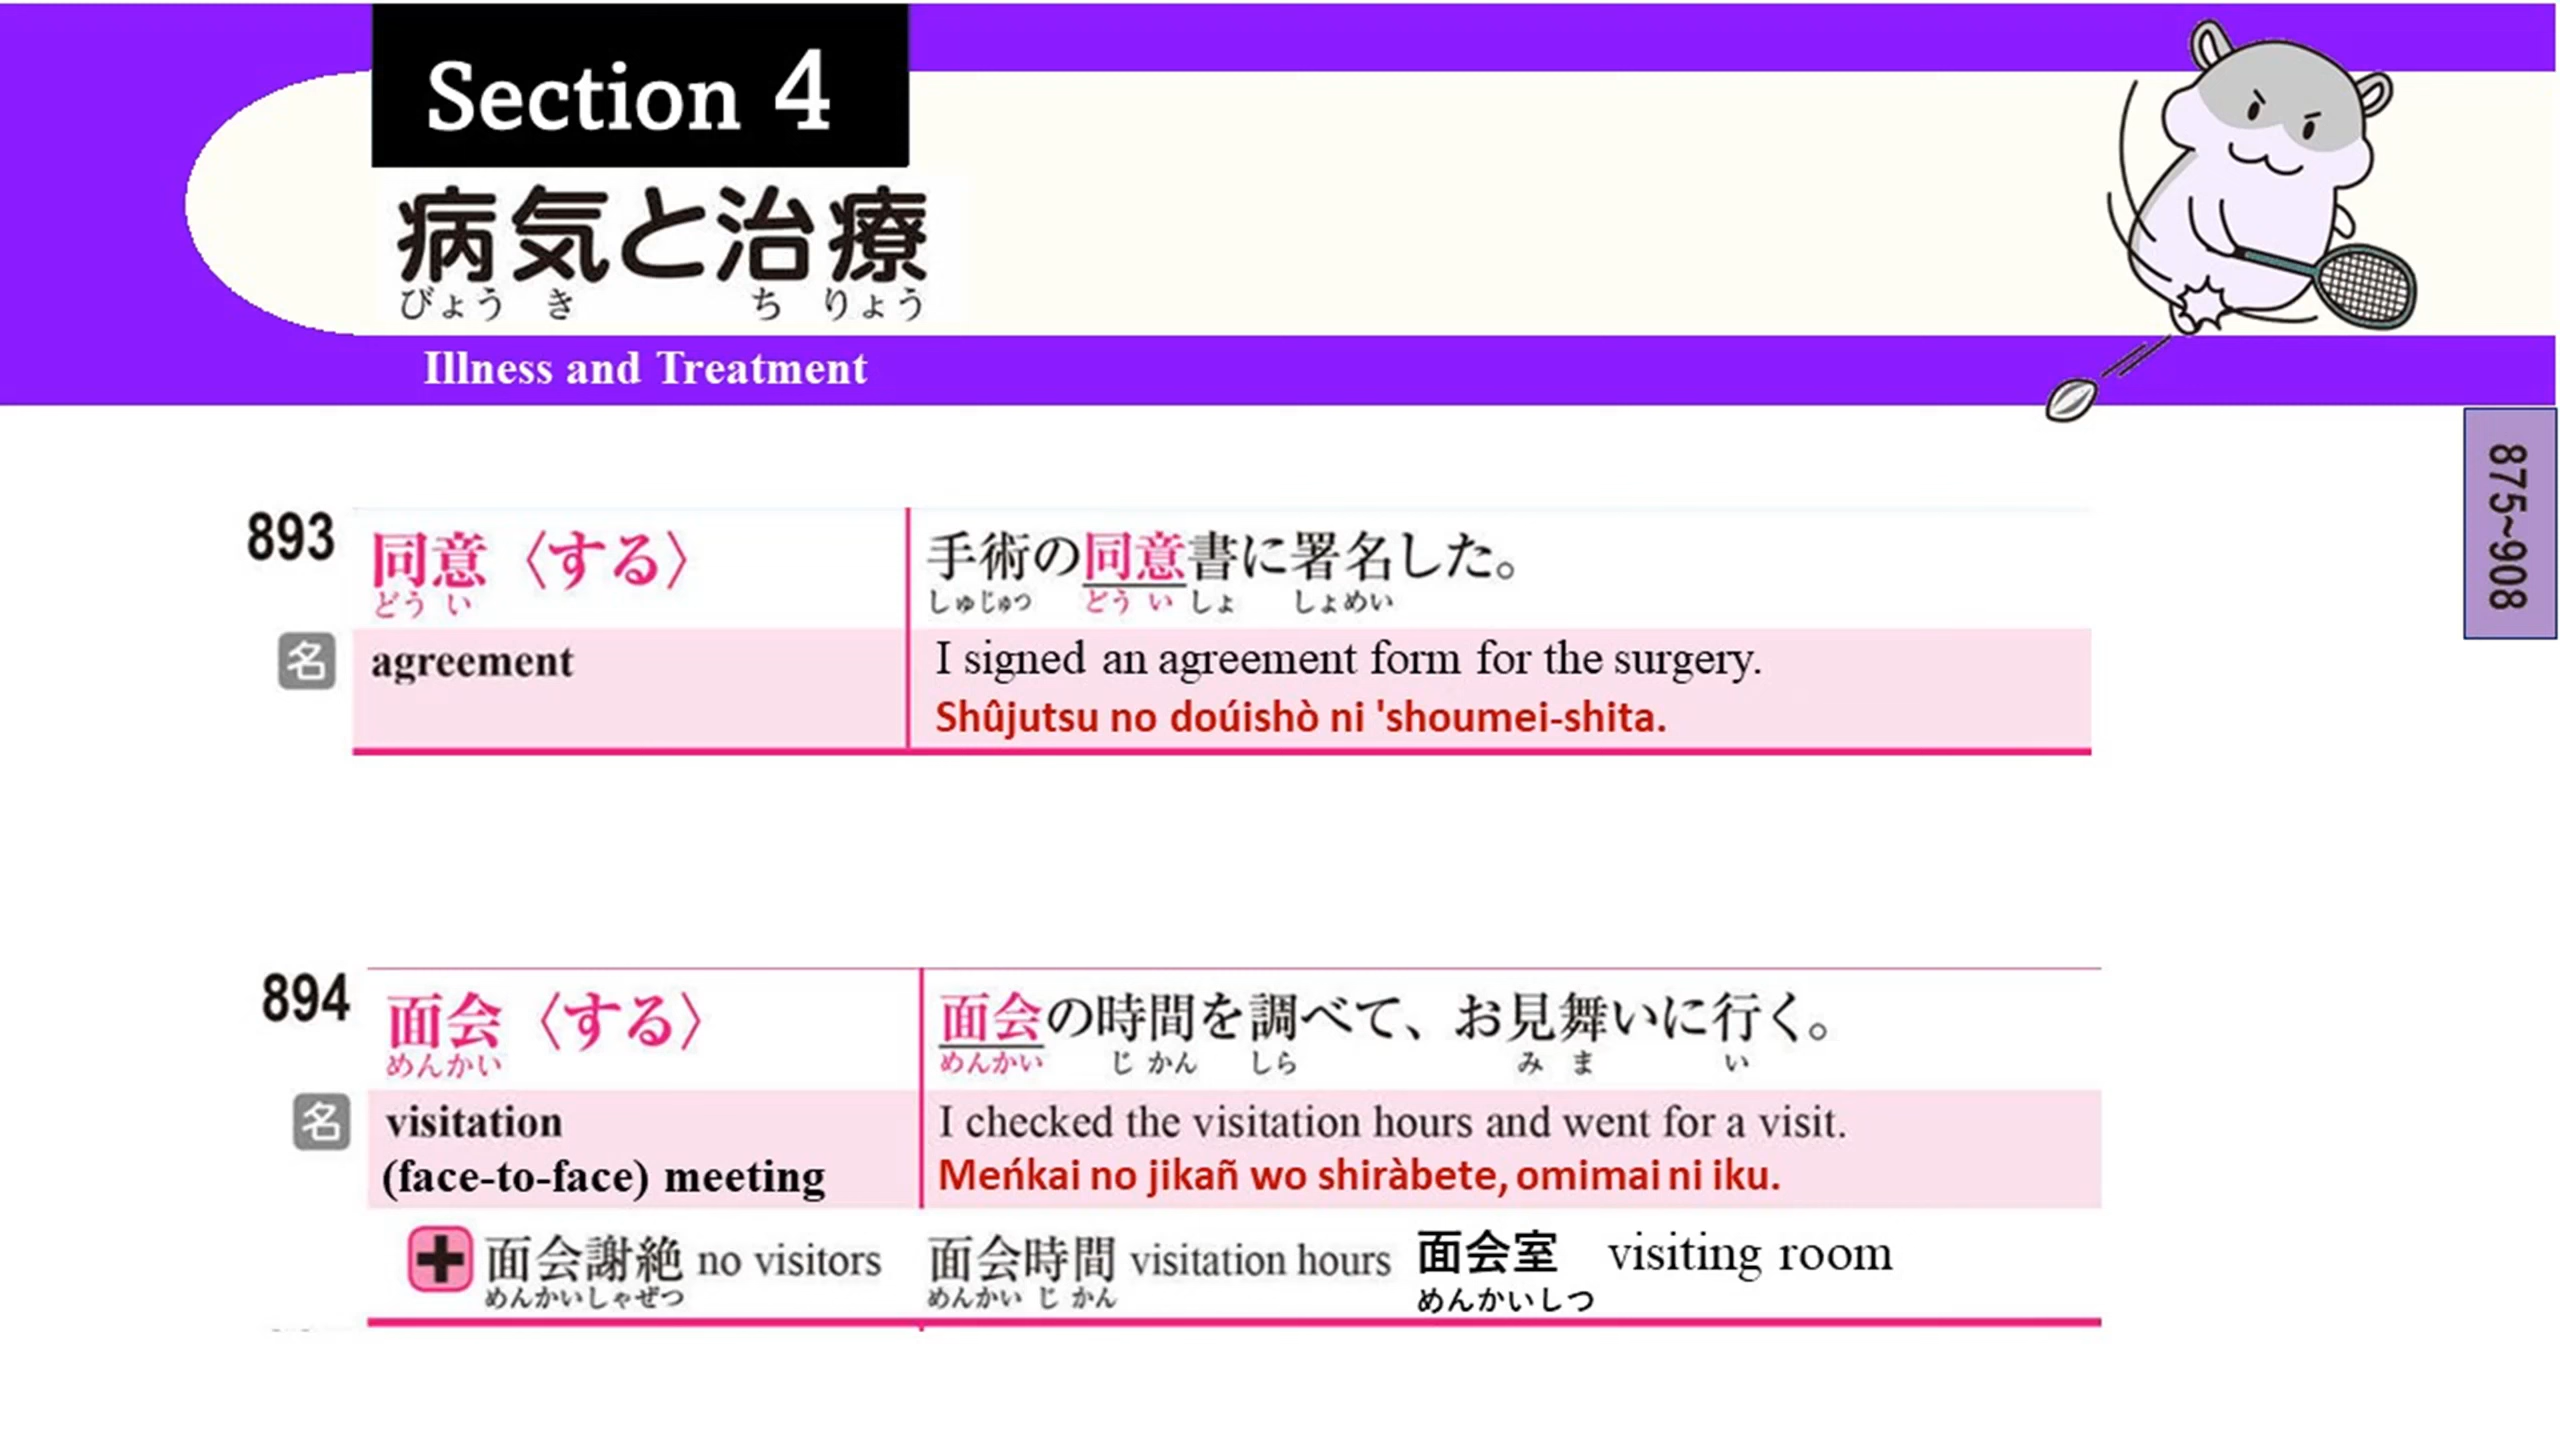 Section 4
病気と治療
びょう き ち りょう
Illness and Treatment
875~908
893
同意〈する〉
どう い
手術の同意書に署名した。
しゅじゅつ どう い しょ しょめい
名
agreement
I signed an agreement form for the surgery.
Shûjutsu no doúishò ni 'shoumei-shita.
894
面会〈する〉
めんかい
面会の時間を調べて、お見舞いに行く。
めんかい じ かん しら み ま い
名
visitation
(face-to-face) meeting
I checked the visitation hours and went for a visit.
Meńkai no jikañ wo shiràbete, omimai ni iku.
面会謝絶 no visitors 面会時間 visitation hours 面会室 visiting room
めんかいしゃぜつ めんかい じ かん めんかいしつ